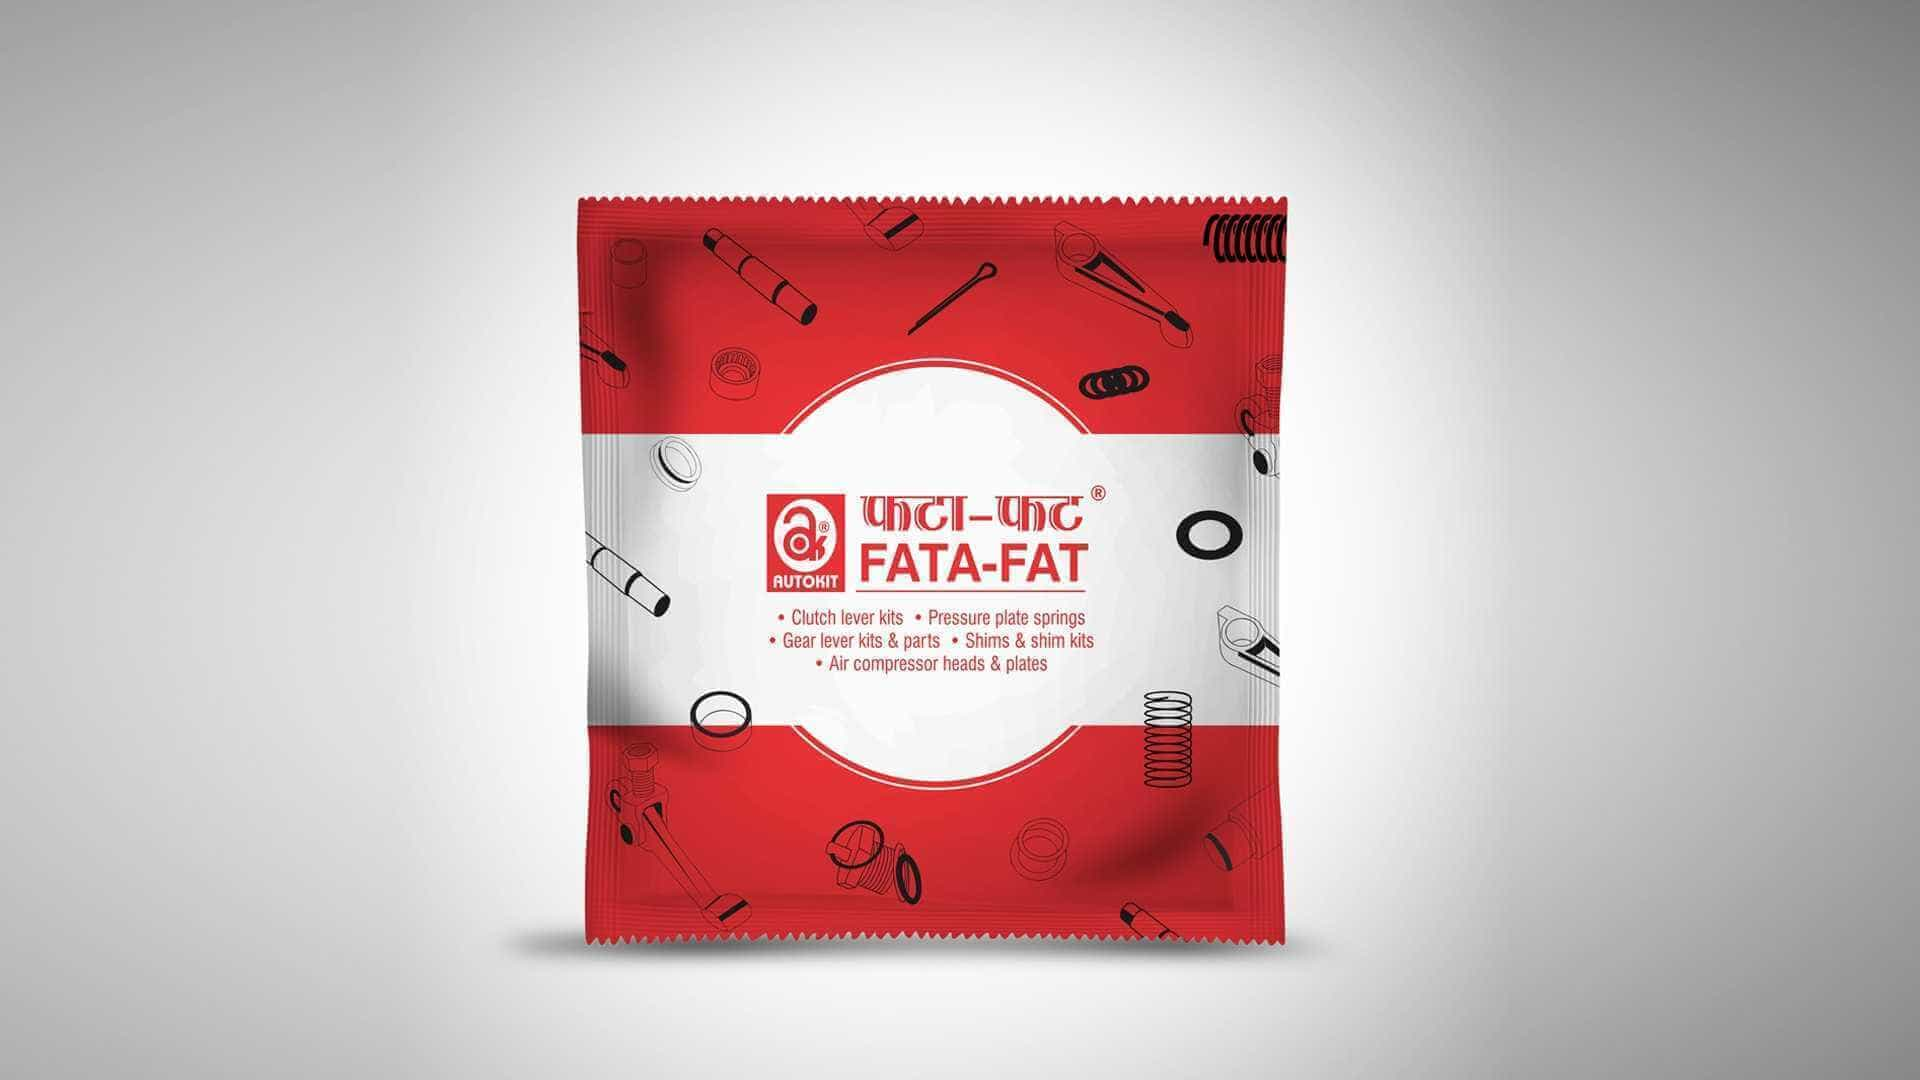 फटा-फट ®
FATA-FAT
aok ®
AUTOKIT
• Clutch lever kits • Pressure plate springs
• Gear lever kits & parts • Shims & shim kits
• Air compressor heads & plates